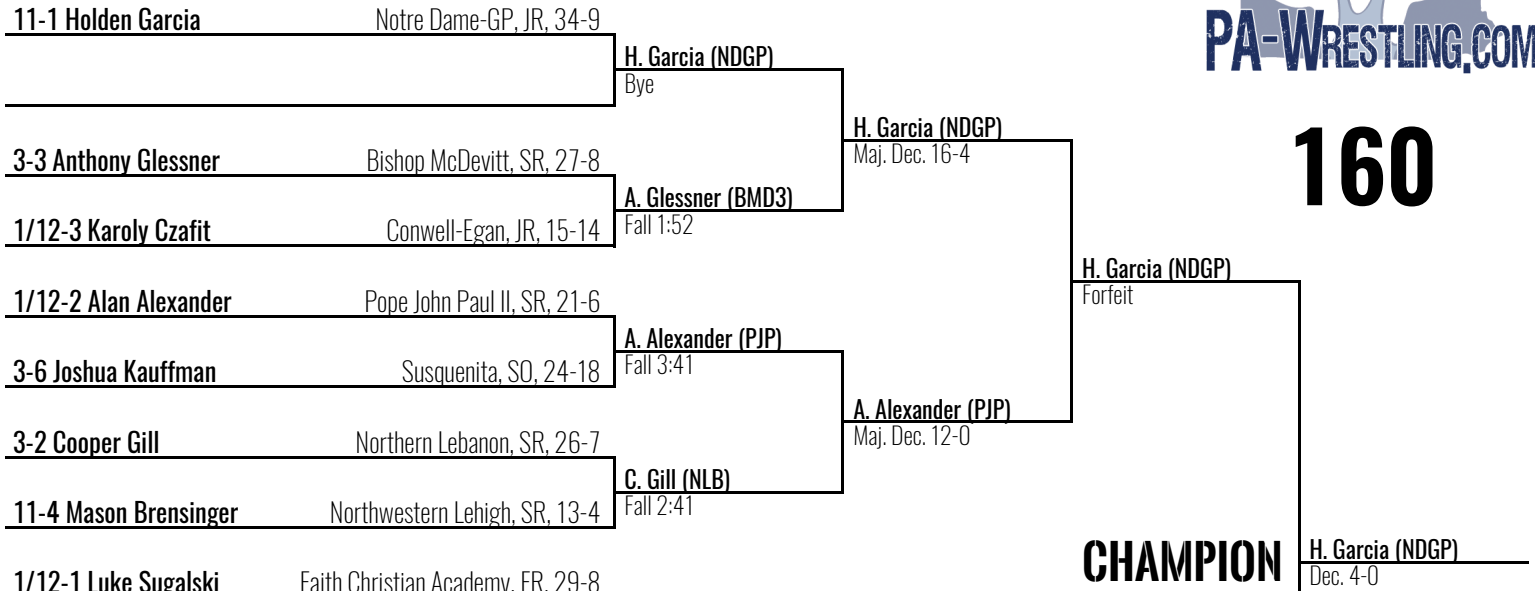 11-1 Holden Garcia Notre Dame-GP, JR, 34-9
H. Garcia (NDGP)
Bye
3-3 Anthony Glessner Bishop McDevitt, SR, 27-8
A. Glessner (BMD3)
Fall 1:52
1/12-3 Karoly Czafit Conwell-Egan, JR, 15-14
H. Garcia (NDGP)
Maj. Dec. 16-4
1/12-2 Alan Alexander Pope John Paul II, SR, 21-6
A. Alexander (PJP)
Fall 3:41
3-6 Joshua Kauffman Susquenita, SO, 24-18
3-2 Cooper Gill Northern Lebanon, SR, 26-7
C. Gill (NLB)
Fall 2:41
11-4 Mason Brensinger Northwestern Lehigh, SR, 13-4
A. Alexander (PJP)
Maj. Dec. 12-0
H. Garcia (NDGP)
Forfeit
1/12-1 Luke Sugalski Faith Christian Academy, FR, 29-8
PA-WRESTLING.COM
160
CHAMPION
H. Garcia (NDGP)
Dec. 4-0